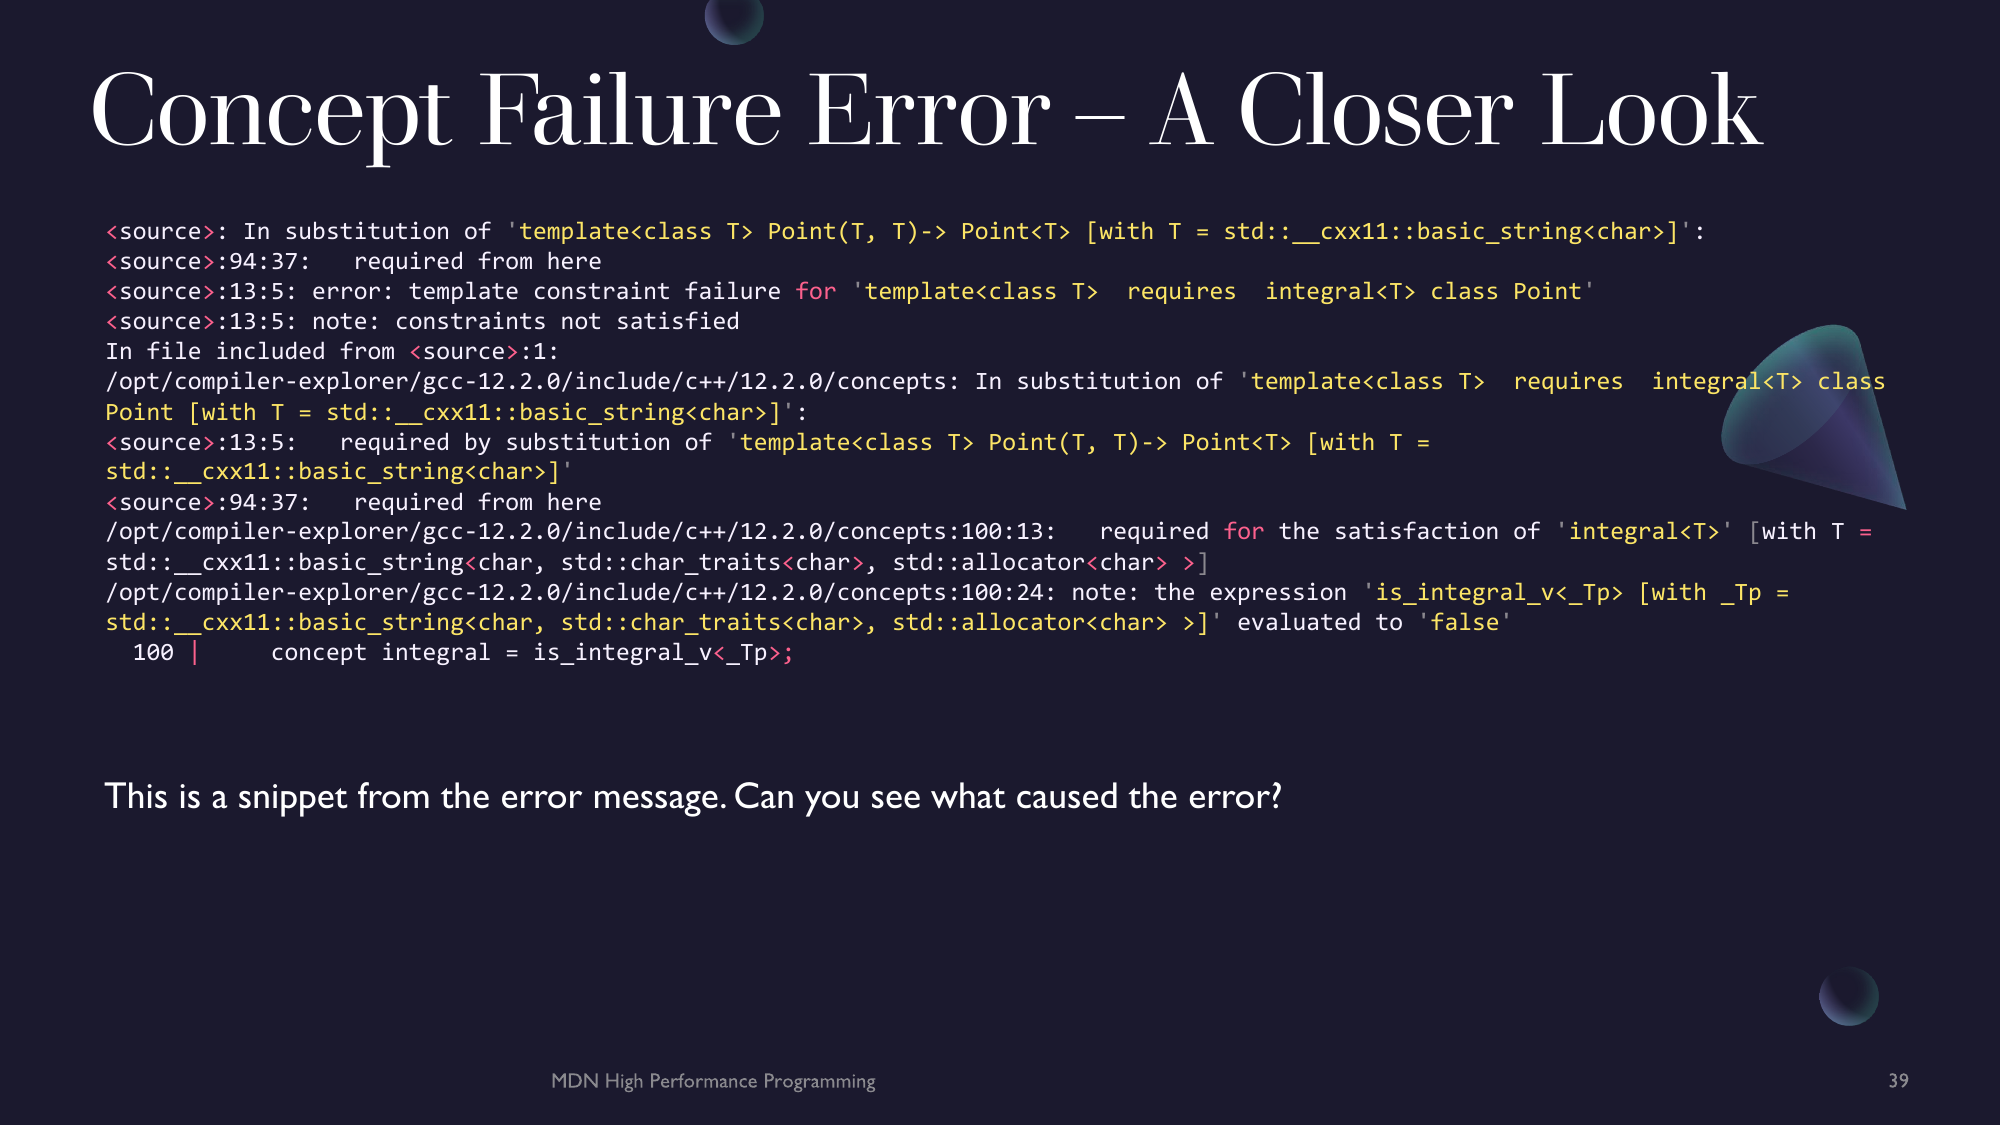 Concept Failure Error – A Closer Look
<source>: In substitution of 'template<class T> Point(T, T)-> Point<T> [with T = std::__cxx11::basic_string<char>]':
<source>:94:37:   required from here
<source>:13:5: error: template constraint failure for 'template<class T>  requires  integral<T> class Point'
<source>:13:5: note: constraints not satisfied
In file included from <source>:1:
/opt/compiler-explorer/gcc-12.2.0/include/c++/12.2.0/concepts: In substitution of 'template<class T>  requires  integral<T> class
Point [with T = std::__cxx11::basic_string<char>]':
<source>:13:5:   required by substitution of 'template<class T> Point(T, T)-> Point<T> [with T =
std::__cxx11::basic_string<char>]'
<source>:94:37:   required from here
/opt/compiler-explorer/gcc-12.2.0/include/c++/12.2.0/concepts:100:13:   required for the satisfaction of 'integral<T>' [with T =
std::__cxx11::basic_string<char, std::char_traits<char>, std::allocator<char> >]
/opt/compiler-explorer/gcc-12.2.0/include/c++/12.2.0/concepts:100:24: note: the expression 'is_integral_v<_Tp> [with _Tp =
std::__cxx11::basic_string<char, std::char_traits<char>, std::allocator<char> >]' evaluated to 'false'
  100 |     concept integral = is_integral_v<_Tp>;
This is a snippet from the error message. Can you see what caused the error?
MDN High Performance Programming
39